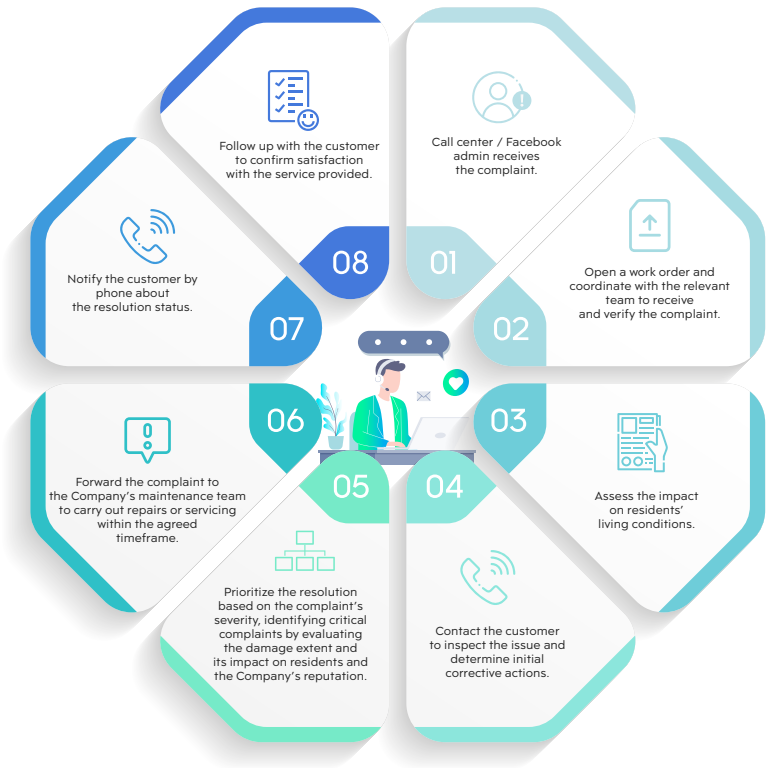 01
Call center / Facebook
admin receives
the complaint.
02
Open a work order and
coordinate with the relevant
team to receive
and verify the complaint.
03
Assess the impact
on residents'
living conditions.
04
Contact the customer
to inspect the issue and
determine initial
corrective actions.
05
Prioritize the resolution
based on the complaint's
severity, identifying critical
complaints by evaluating
the damage extent and
its impact on residents and
the Company's reputation.
06
Forward the complaint to
the Company's maintenance team
to carry out repairs or servicing
within the agreed
timeframe.
07
Notify the customer by
phone about
the resolution status.
08
Follow up with the customer
to confirm satisfaction
with the service provided.